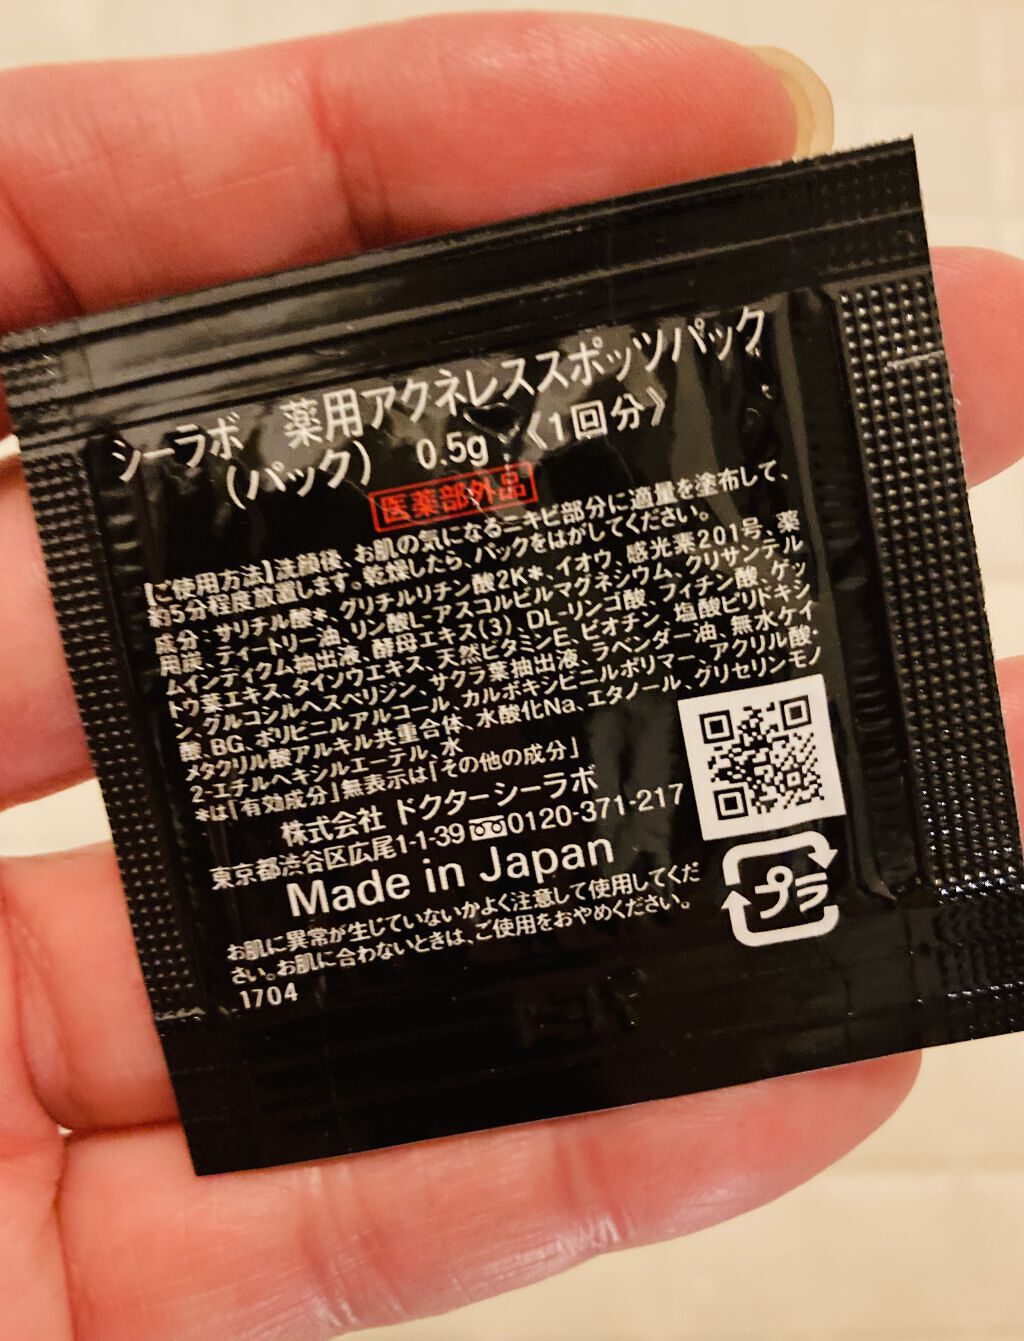 シーラボ　薬用アクネレススポッツパック
(パック)　0.5g 《1回分》
医薬部外品
【ご使用方法】洗顔後、お肌の気になるニキビ部分に適量を塗布して、
約5分程度放置します。乾燥したら、パックをはがしてください。
成分：サリチル酸*、グリチルリチン酸2K*、イオウ、感光素201号、薬
用炭、ティートリー油、リン酸L-アスコルビルマグネシウム、クリサンテル
ムインディクム抽出液、酵母エキス(3)、DL-リンゴ酸、フィチン酸、ゲッ
トウ葉エキス、タイソウエキス、天然ビタミンE、ビオチン、塩酸ピリドキシ
ン、グルコシルヘスペリジン、サクラ葉抽出液、ラベンダー油、無水ケイ
酸、BG、ポリビニルアルコール、カルボキシビニルポリマー、アクリル酸・
メタクリル酸アルキル共重合体、水酸化Na、エタノール、グリセリンモノ
2-エチルヘキシルエーテル、水
*は「有効成分」無表示は「その他の成分」
株式会社 ドクターシーラボ
東京都渋谷区広尾1-1-39 0120-371-217
Made in Japan
お肌に異常が生じていないかよく注意して使用してくだ
さい。お肌に合わないときは、ご使用をおやめください。
1704
プラ